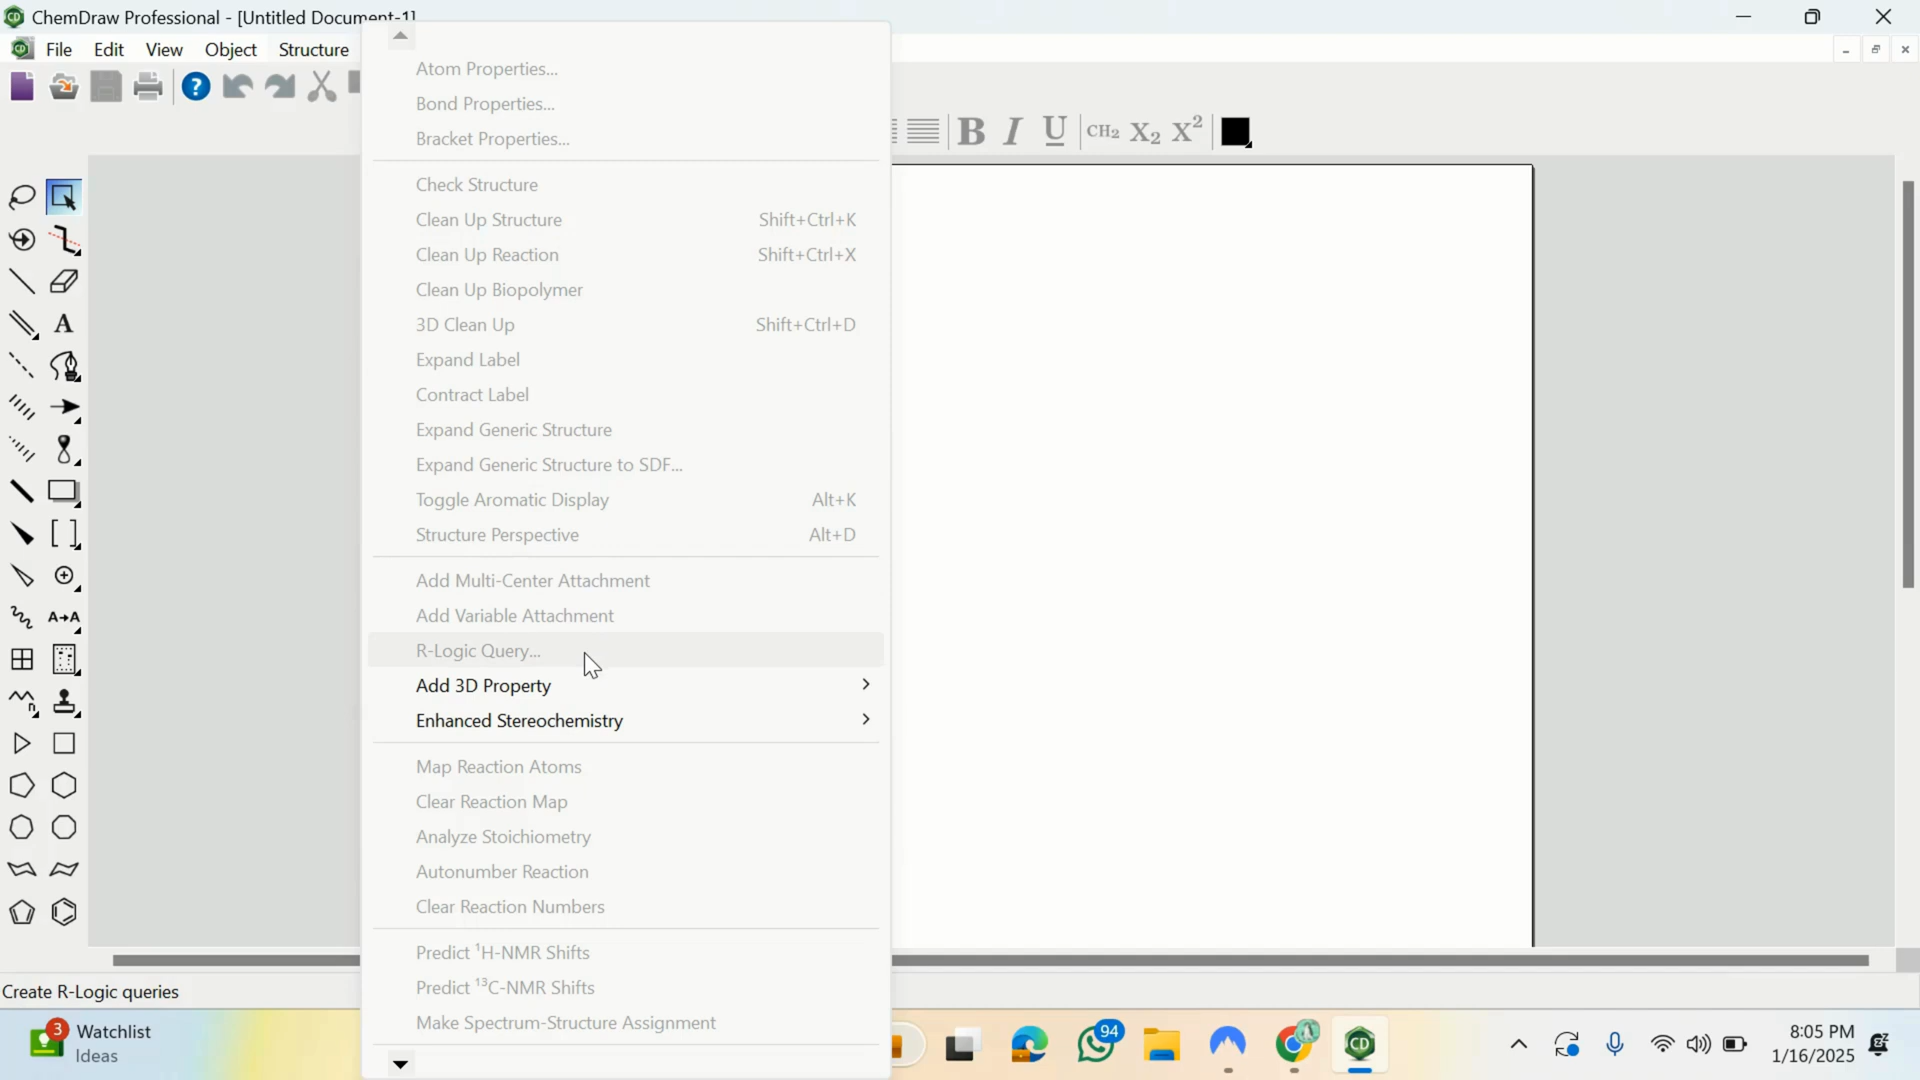 ChemDraw Professional - [Untitled Document-1]
File Edit View Object Structure
B I U CH₂ X₂ X²
Atom Properties...
Bond Properties...
Bracket Properties...
Check Structure
Clean Up Structure Shift+Ctrl+K
Clean Up Reaction Shift+Ctrl+X
Clean Up Biopolymer
3D Clean Up Shift+Ctrl+D
Expand Label
Contract Label
Expand Generic Structure
Expand Generic Structure to SDF...
Toggle Aromatic Display Alt+K
Structure Perspective Alt+D
Add Multi-Center Attachment
Add Variable Attachment
R-Logic Query...
Add 3D Property
Enhanced Stereochemistry
Map Reaction Atoms
Clear Reaction Map
Analyze Stoichiometry
Autonumber Reaction
Clear Reaction Numbers
Predict ¹H-NMR Shifts
Predict ¹³C-NMR Shifts
Make Spectrum-Structure Assignment
A
A→A
n
Create R-Logic queries
3 Watchlist
Ideas
94
CD
8:05 PM
1/16/2025